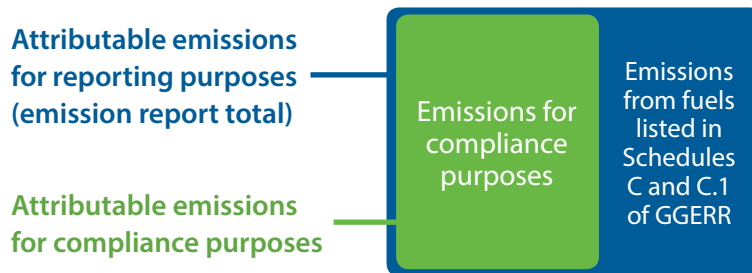 Attributable emissions
for reporting purposes
(emission report total)
Attributable emissions
for compliance purposes
Emissions for
compliance
purposes
Emissions
from fuels
listed in
Schedules
C and C.1
of GGERR